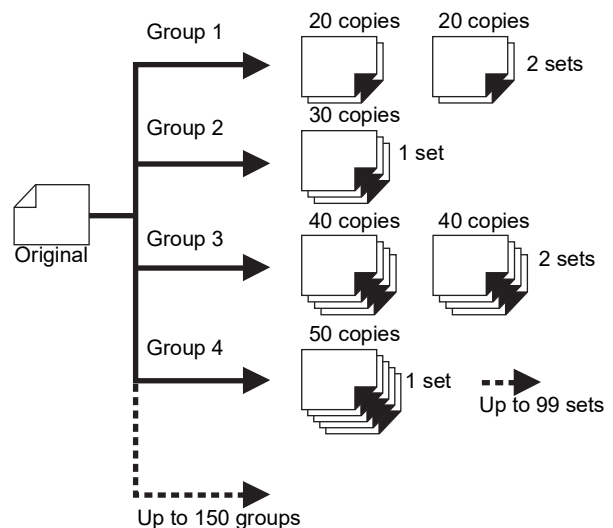 Group 1
20 copies
20 copies
2 sets
Group 2
30 copies
1 set
Original
Group 3
40 copies
40 copies
2 sets
Group 4
50 copies
1 set
Up to 99 sets
Up to 150 groups